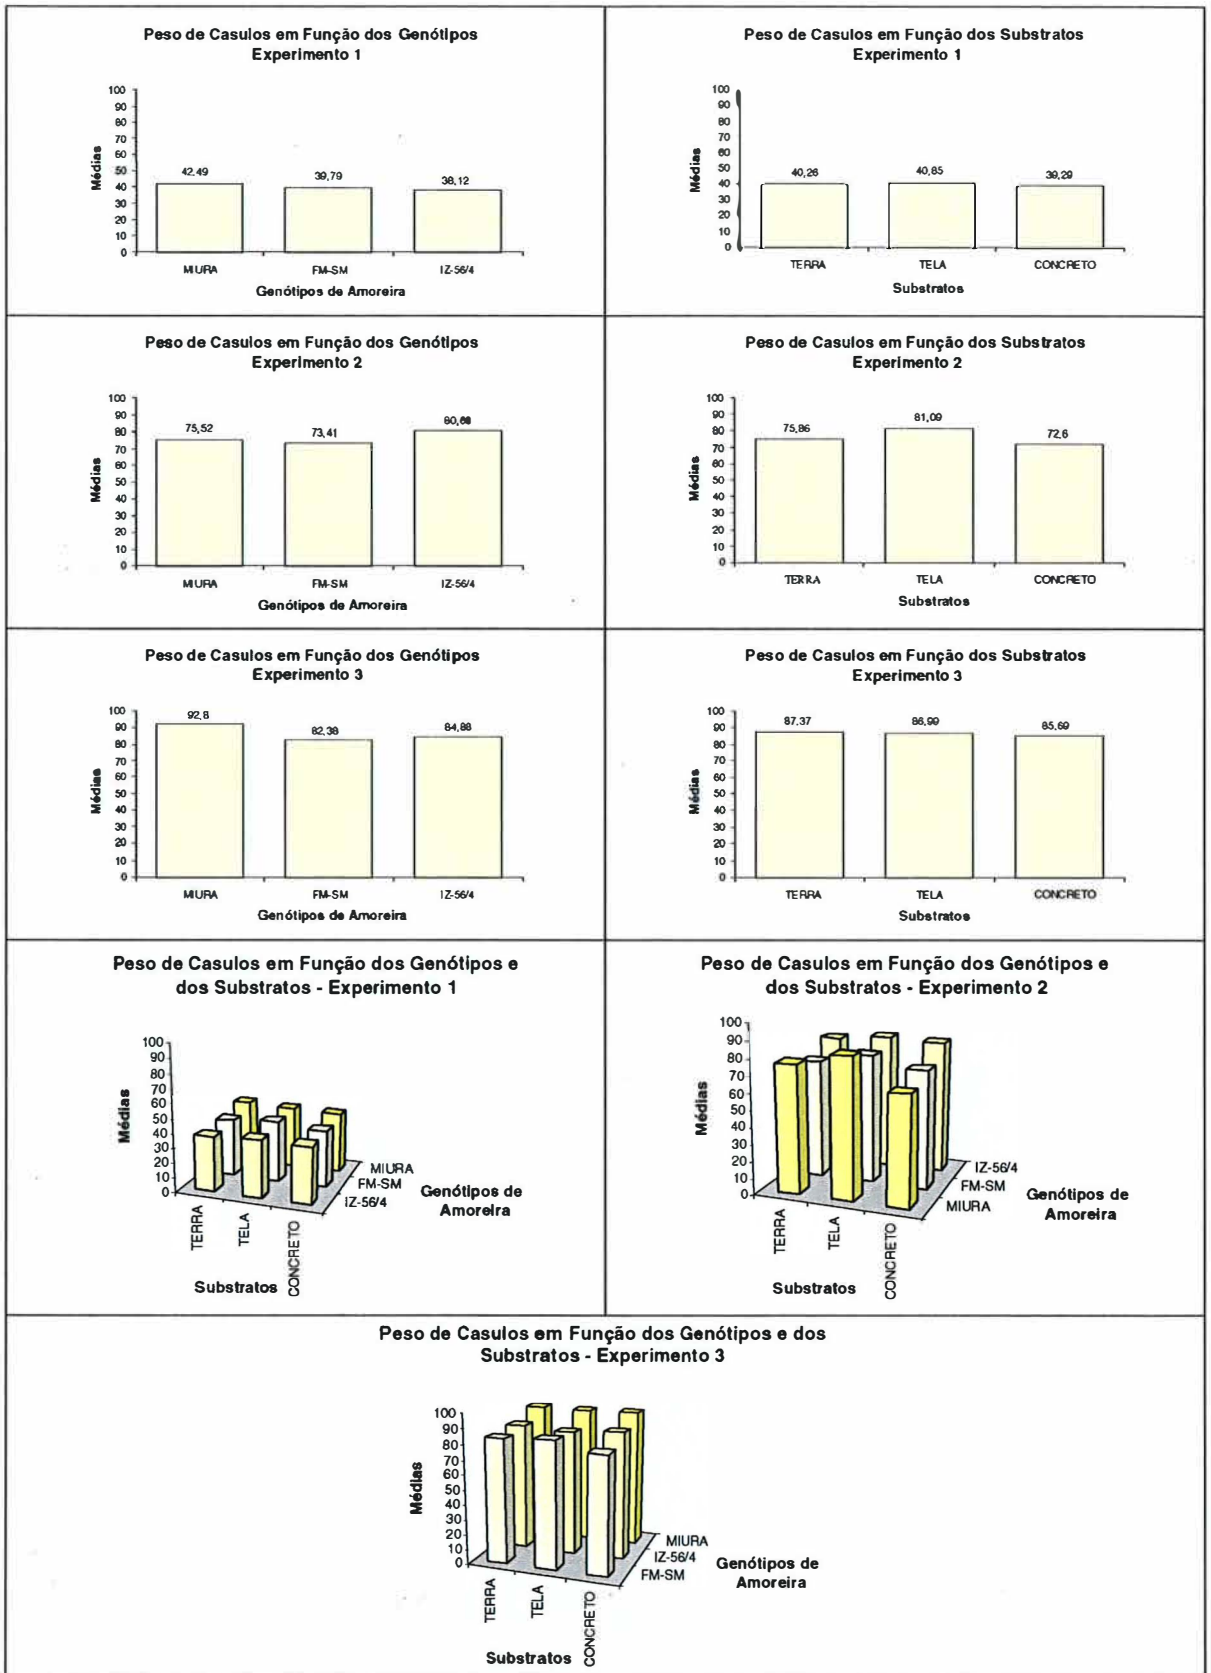 Peso de Casulos em Função dos Genótipos
Experimento 1
100
90
80
70
60
50
40
30
20
10
0
Médias
42,49
39,79
38,12
MIURA
FM-SM
IZ-56/4
Genótipos de Amoreira
Peso de Casulos em Função dos Substratos
Experimento 1
100
90
80
70
60
50
40
30
20
10
0
Médias
40,26
40,85
39,29
TERRA
TELA
CONCRETO
Substratos
Peso de Casulos em Função dos Genótipos
Experimento 2
100
90
80
70
60
50
40
30
20
10
0
Médias
75,52
73,41
80,68
MIURA
FM-SM
IZ-56/4
Genótipos de Amoreira
Peso de Casulos em Função dos Substratos
Experimento 2
100
90
80
70
60
50
40
30
20
10
0
Médias
75,86
81,09
72,6
TERRA
TELA
CONCRETO
Substratos
Peso de Casulos em Função dos Genótipos
Experimento 3
100
90
80
70
60
50
40
30
20
10
0
Médias
92,8
82,38
84,88
MIURA
FM-SM
IZ-56/4
Genótipos de Amoreira
Peso de Casulos em Função dos Substratos
Experimento 3
100
90
80
70
60
50
40
30
20
10
0
Médias
87,37
86,99
85,69
TERRA
TELA
CONCRETO
Substratos
Peso de Casulos em Função dos Genótipos e
dos Substratos - Experimento 1
100
90
80
70
60
50
40
30
20
10
0
Médias
MIURA
FM-SM
IZ-56/4
Genótipos de
Amoreira
TERRA
TELA
CONCRETO
Substratos
Peso de Casulos em Função dos Genótipos e
dos Substratos - Experimento 2
100
90
80
70
60
50
40
30
20
10
0
Médias
IZ-56/4
FM-SM
MIURA
Genótipos de
Amoreira
TERRA
TELA
CONCRETO
Substratos
Peso de Casulos em Função dos Genótipos e dos
Substratos - Experimento 3
100
90
80
70
60
50
40
30
20
10
0
Médias
MIURA
IZ-56/4
FM-SM
Genótipos de
Amoreira
TERRA
TELA
CONCRETO
Substratos